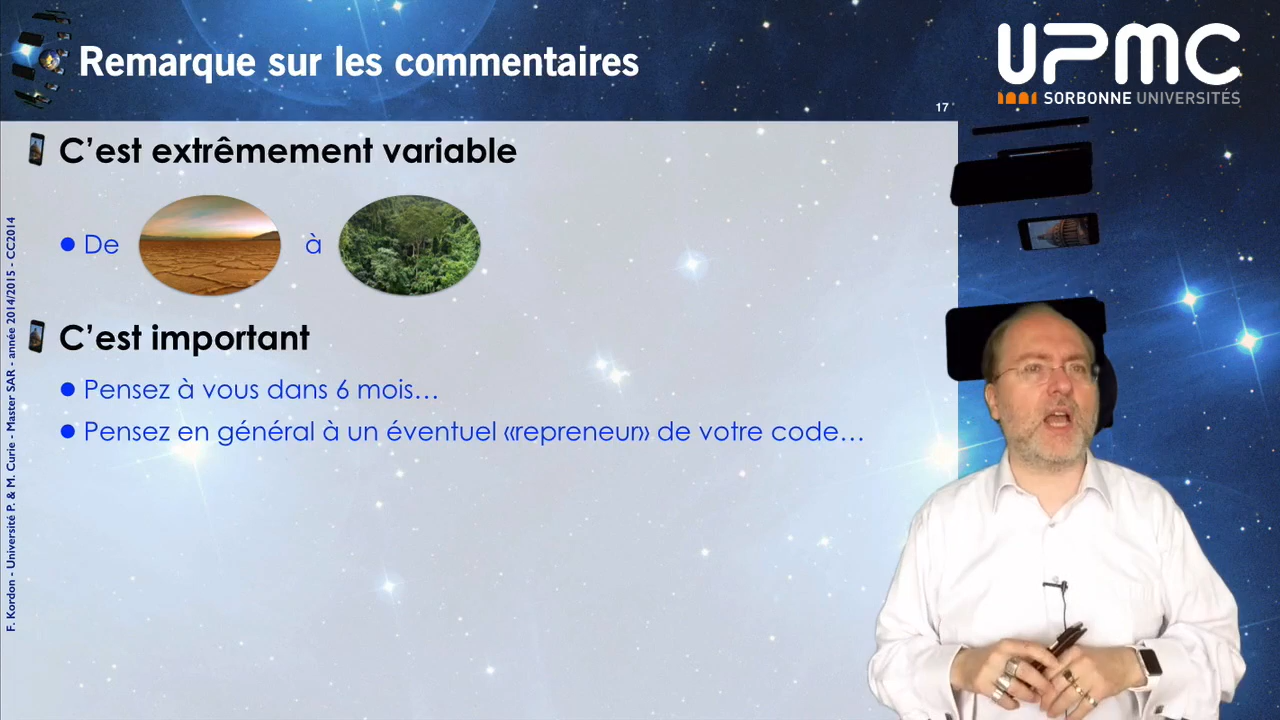 Remarque sur les commentaires
UPMC
SORBONNE UNIVERSITÉS
17
C'est extrêmement variable
De à
C'est important
Pensez à vous dans 6 mois…
Pensez en général à un éventuel «repreneur» de votre code…
F. Kordon - Université P. & M. Curie - Master SAR - année 2014/2015 - CC2014